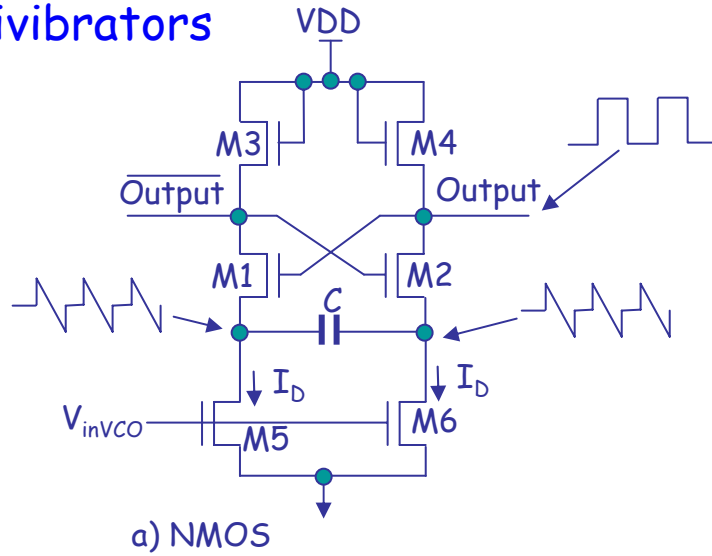 ivibrators
VDD
M3
M4
Output
Output
M1
M2
C
I_D
I_D
V_inVCO
M5
M6
a) NMOS